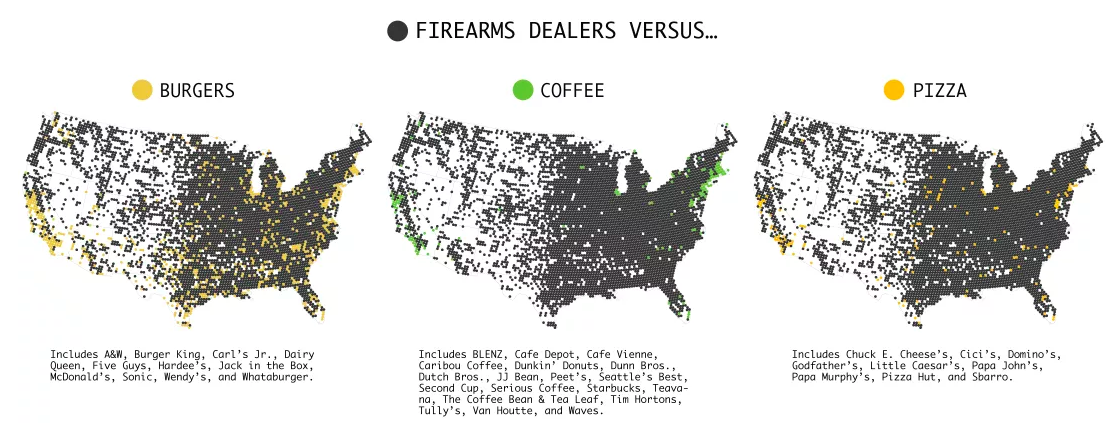 FIREARMS DEALERS VERSUS…
BURGERS
COFFEE
PIZZA
Includes A&W, Burger King, Carl's Jr., Dairy
Queen, Five Guys, Hardee's, Jack in the Box,
McDonald's, Sonic, Wendy's, and Whataburger.
Includes BLENZ, Cafe Depot, Cafe Vienne,
Caribou Coffee, Dunkin' Donuts, Dunn Bros.,
Dutch Bros., JJ Bean, Peet's, Seattle's Best,
Second Cup, Serious Coffee, Starbucks, Teava-
na, The Coffee Bean & Tea Leaf, Tim Hortons,
Tully's, Van Houtte, and Waves.
Includes Chuck E. Cheese's, Cici's, Domino's,
Godfather's, Little Caesar's, Papa John's,
Papa Murphy's, Pizza Hut, and Sbarro.